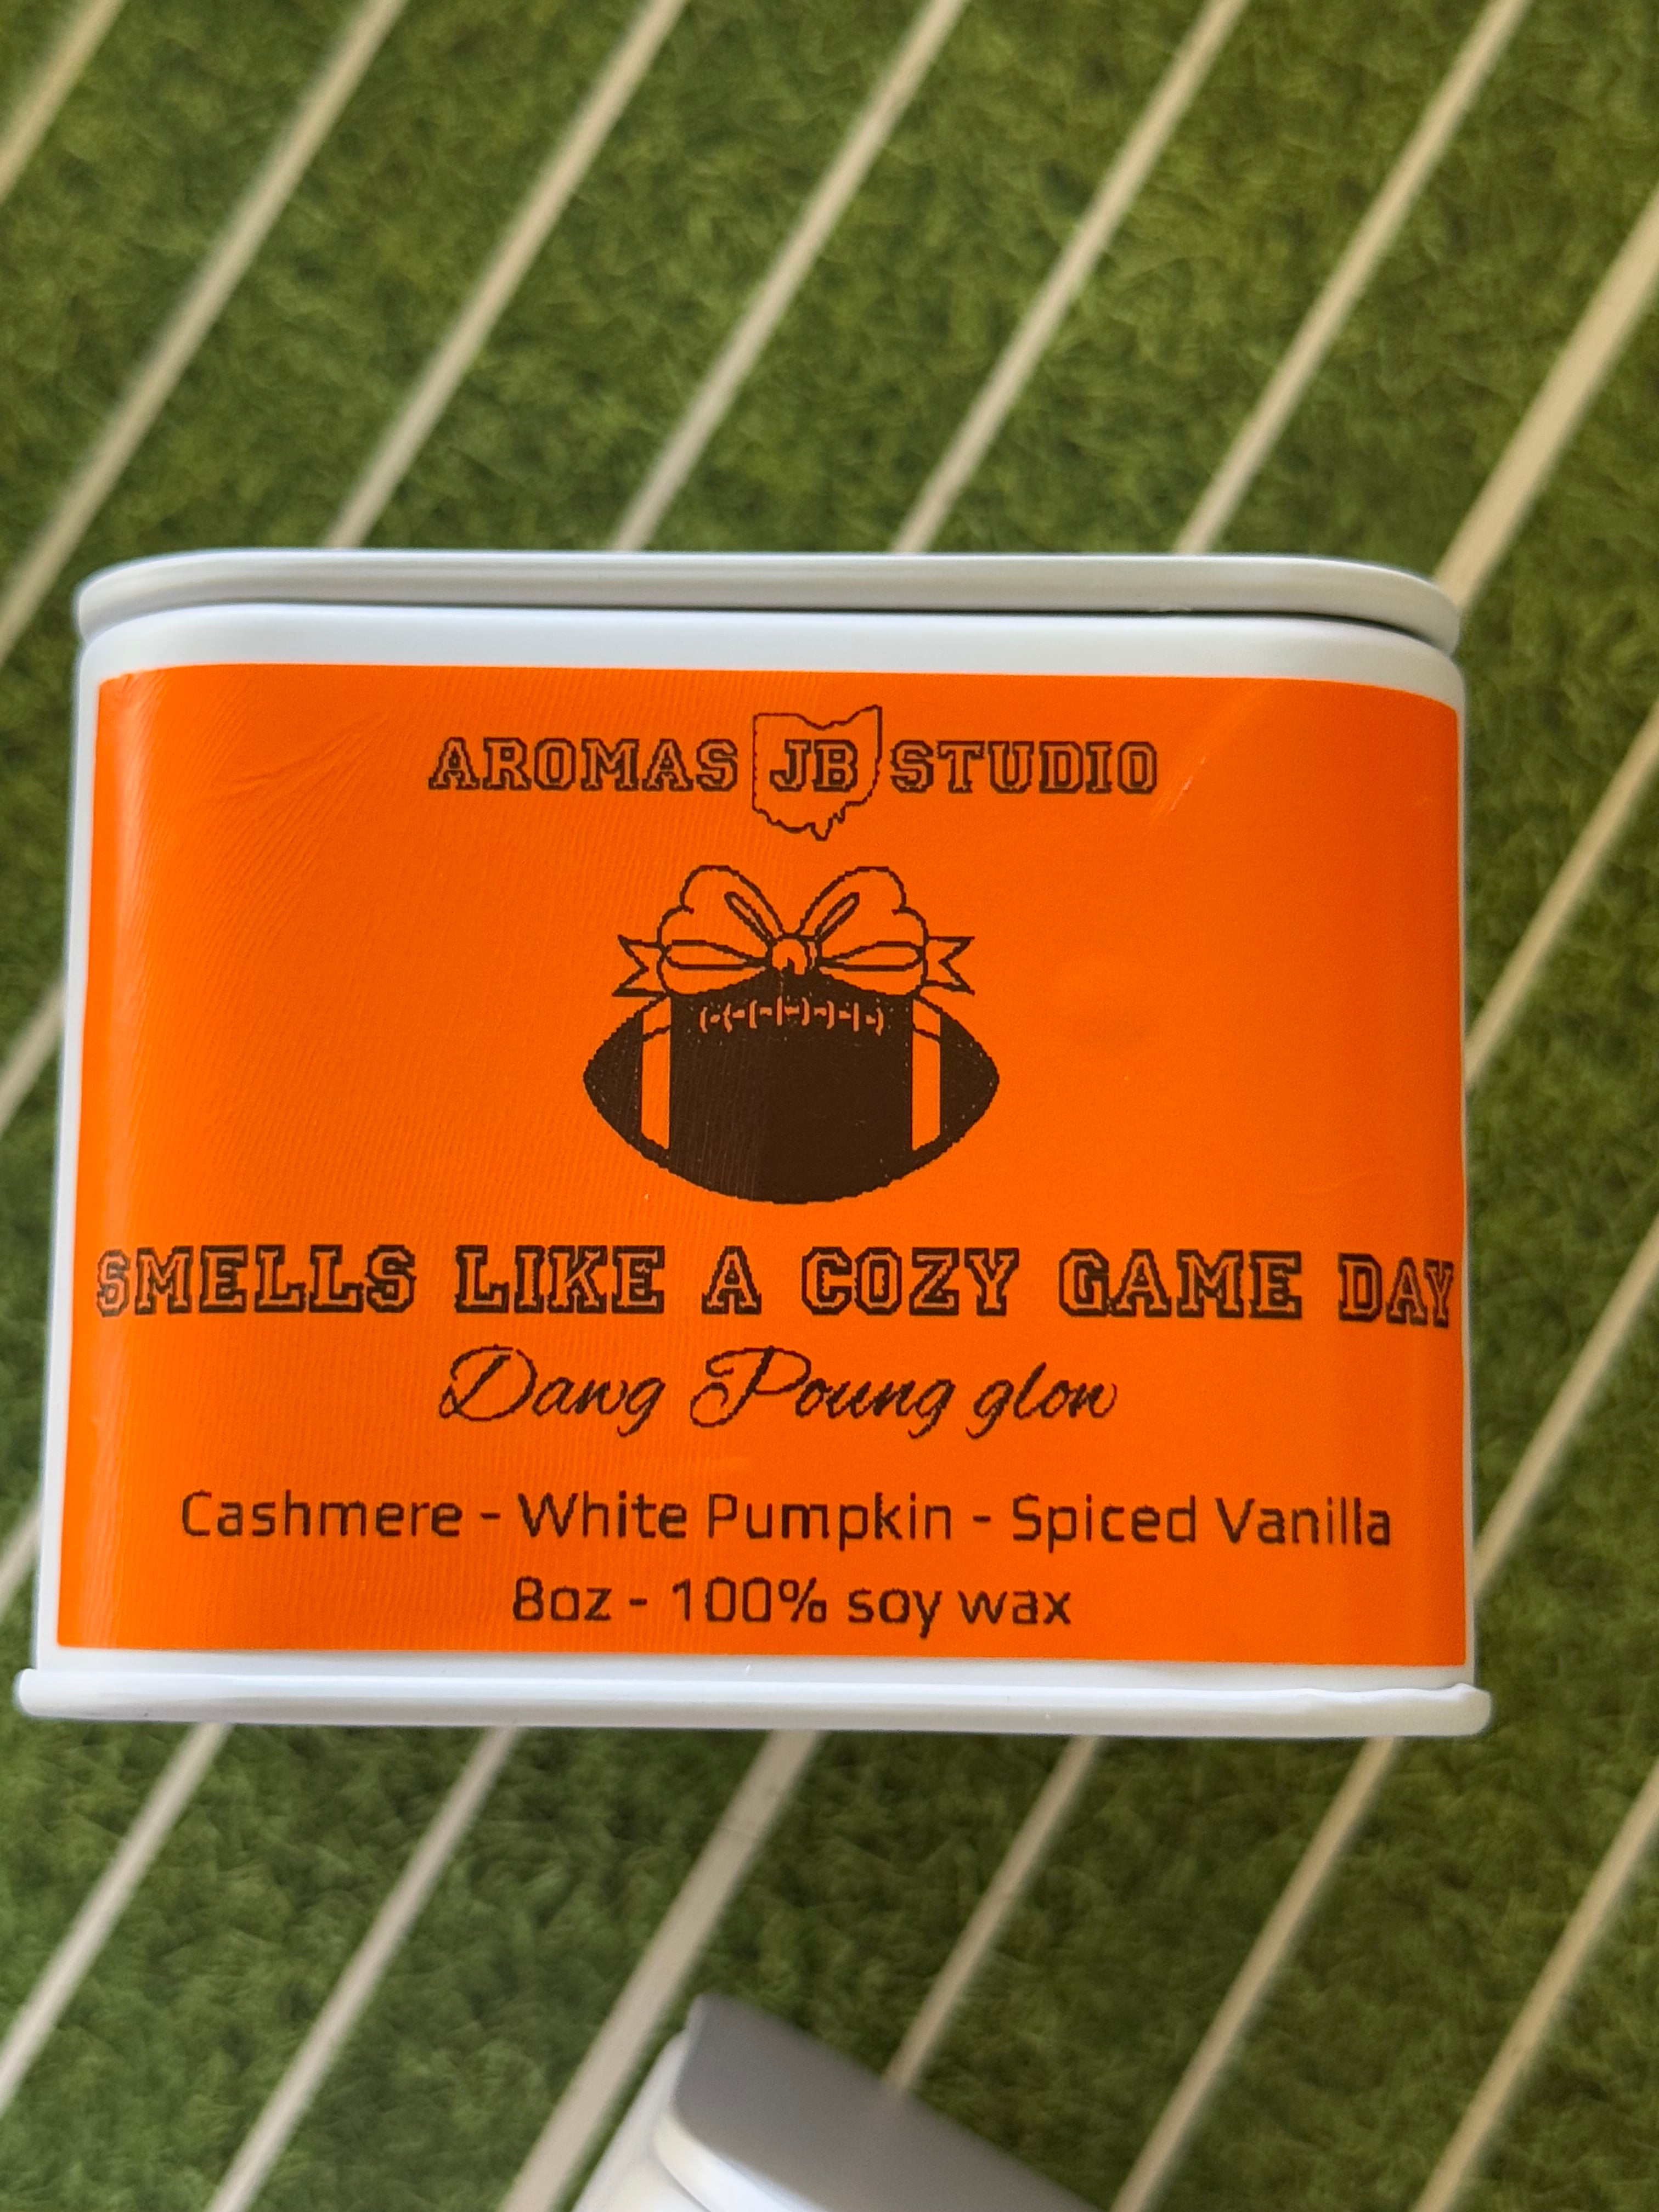 AROMAS JB STUDIO
SMELLS LIKE A COZY GAME DAY
Dawg Poung glow
Cashmere - White Pumpkin - Spiced Vanilla
8oz - 100% soy wax